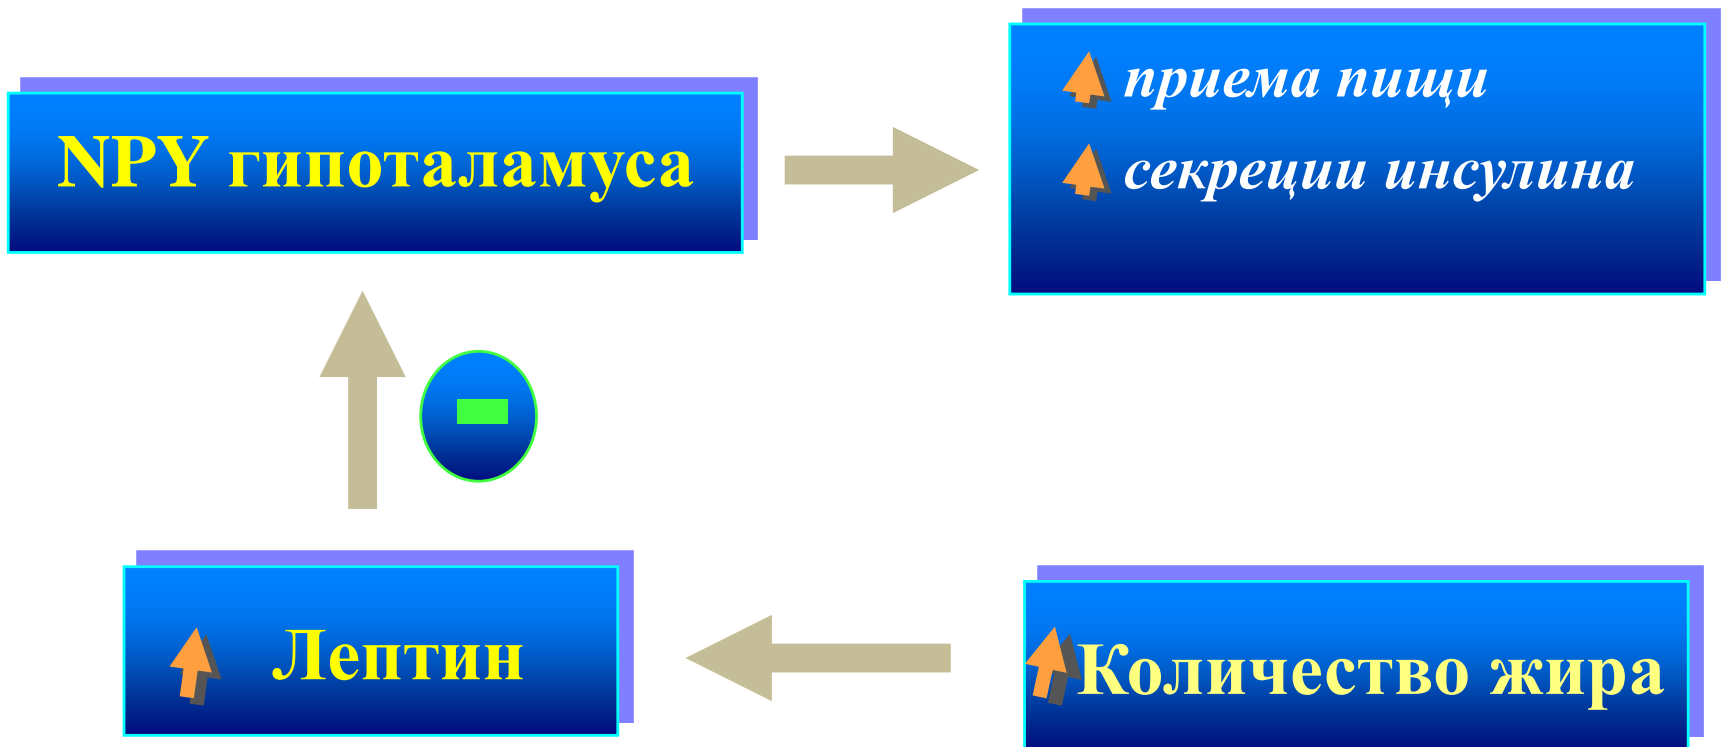 приема пищи
NPY гипоталамуса
секреции инсулина
Лептин
Количество жира